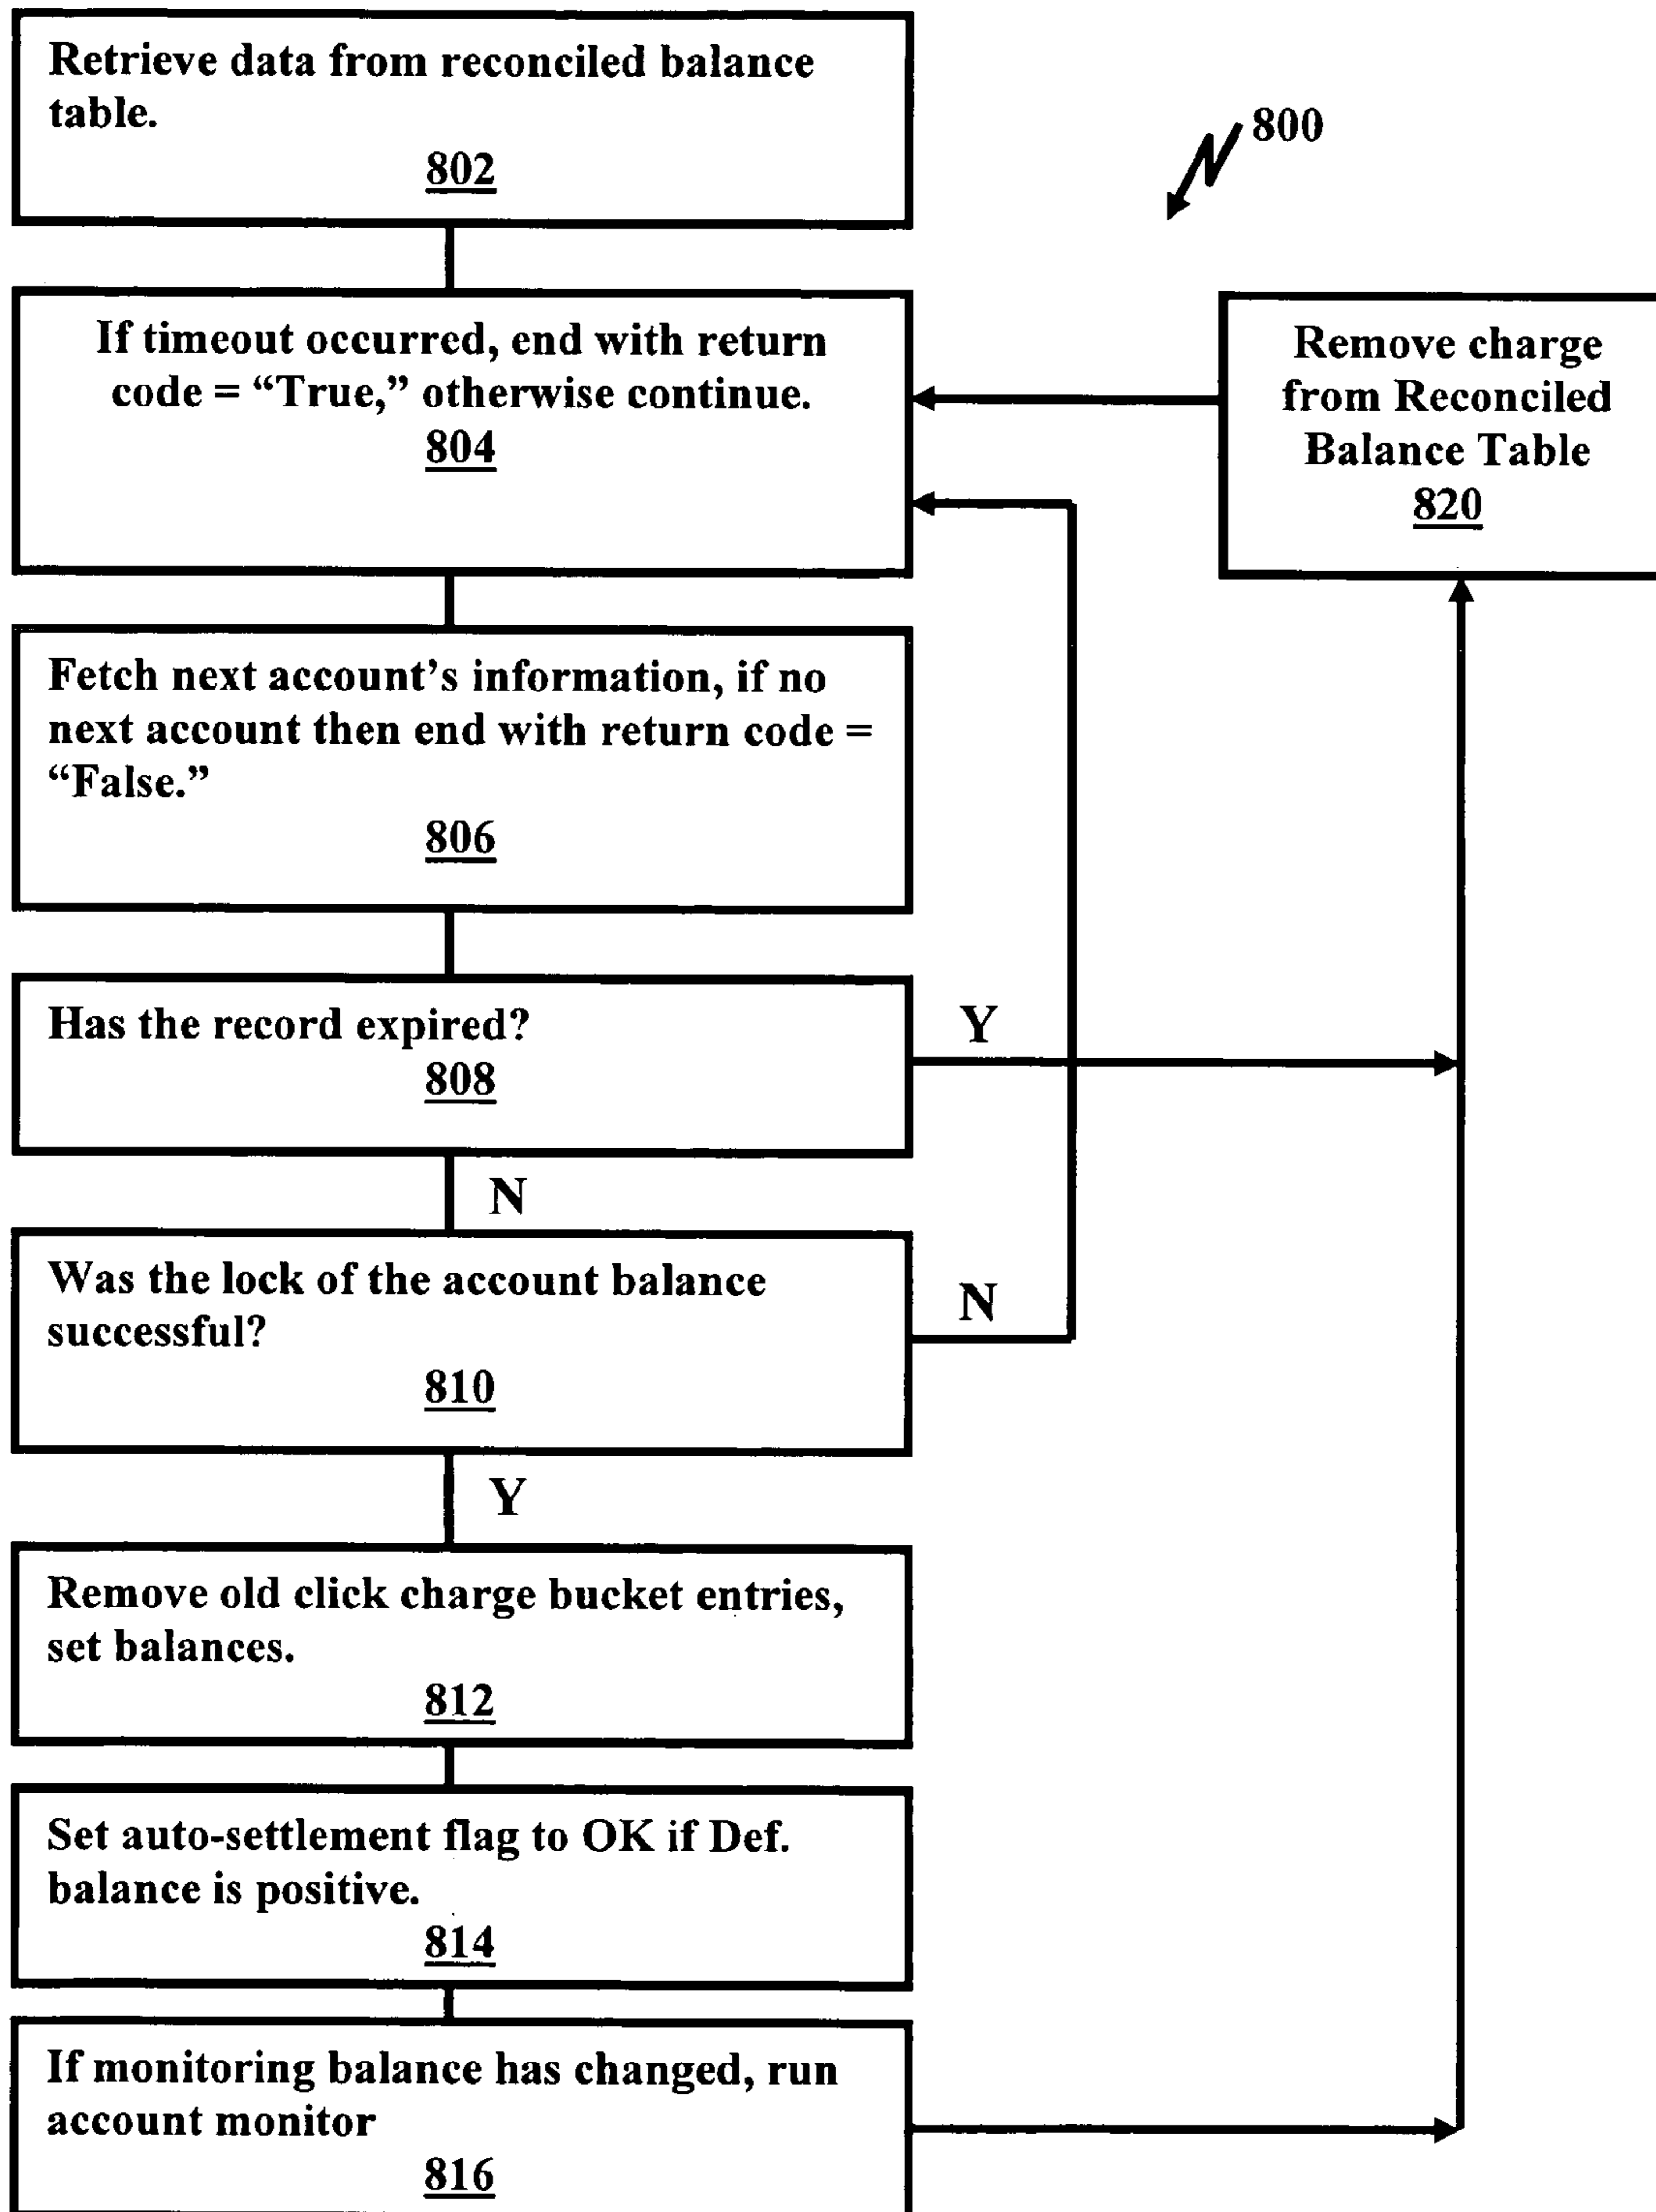 Retrieve data from reconciled balance
table.
802
800
If timeout occurred, end with return
code = “True,” otherwise continue.
804
Remove charge
from Reconciled
Balance Table
820
Fetch next account’s information, if no
next account then end with return code =
“False.”
806
Has the record expired?
808
Y
N
Was the lock of the account balance
successful?
810
N
Y
Remove old click charge bucket entries,
set balances.
812
Set auto-settlement flag to OK if Def.
balance is positive.
814
If monitoring balance has changed, run
account monitor
816